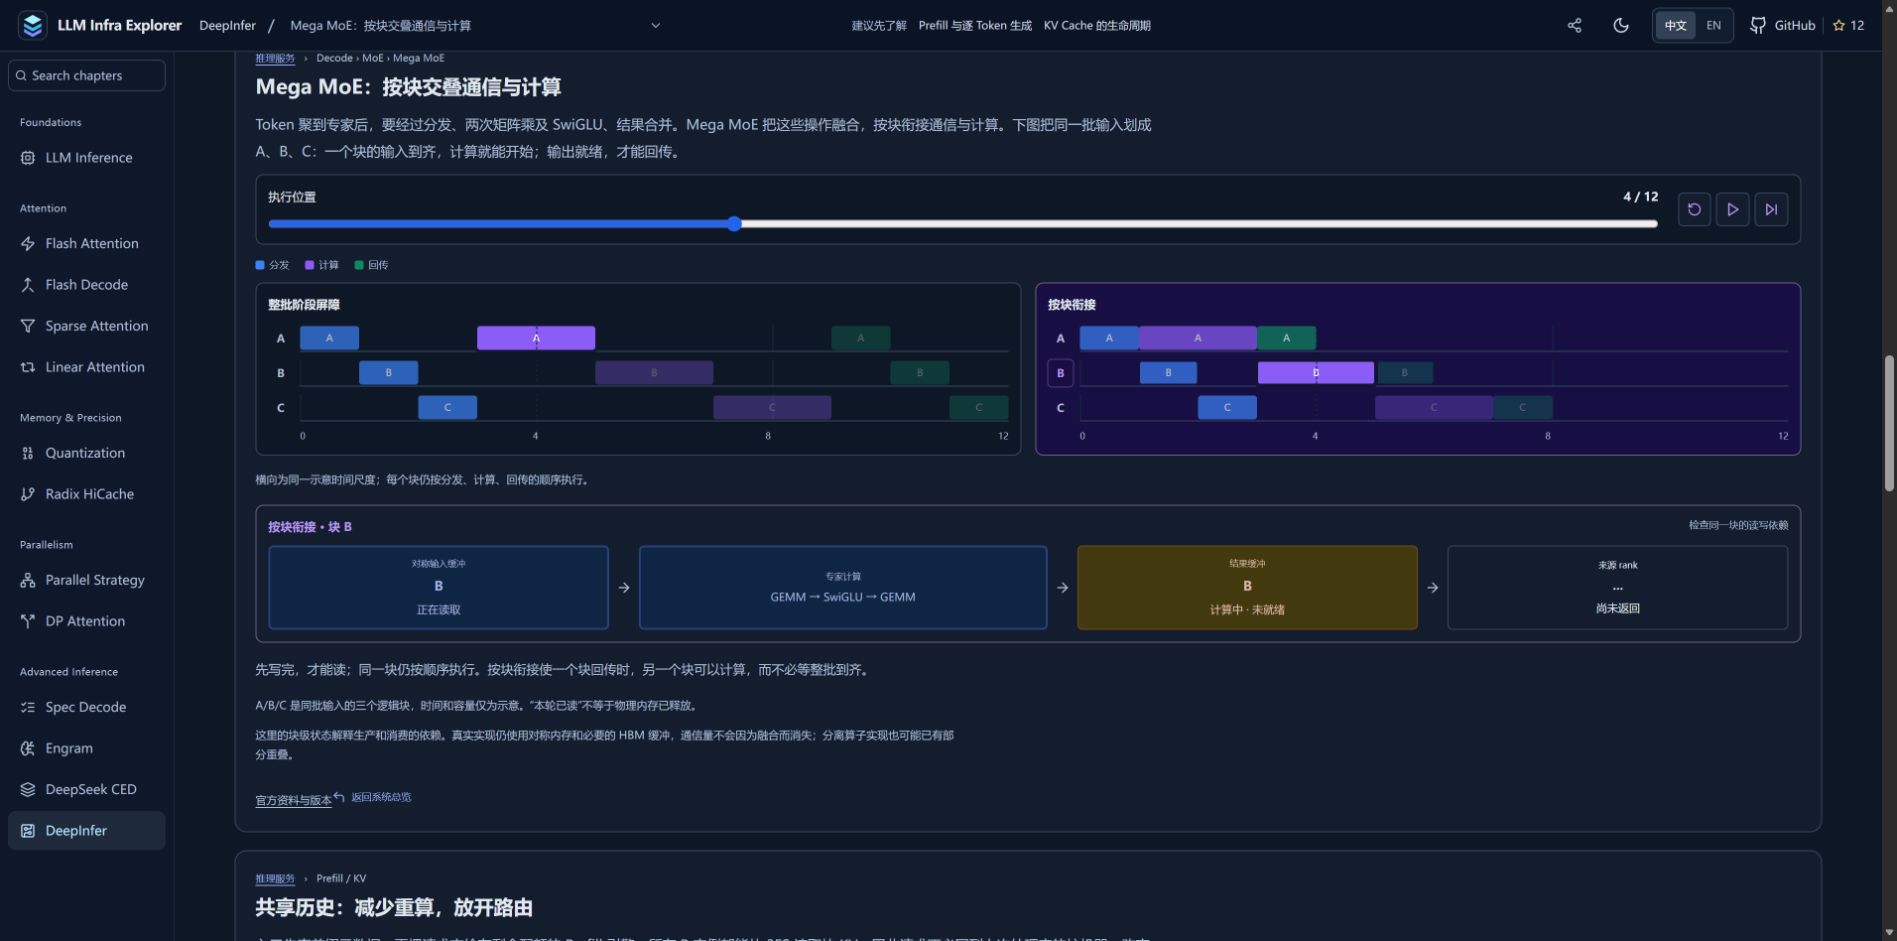 LLM Infra Explorer DeepInfer / Mega MoE：按块交叠通信与计算 建议先了解 Prefill 与逐 Token 生成 KV Cache 的生命周期 中文 EN GitHub 12
Search chapters
Foundations
LLM Inference
Attention
Flash Attention
Flash Decode
Sparse Attention
Linear Attention
Memory & Precision
Quantization
Radix HiCache
Parallelism
Parallel Strategy
DP Attention
Advanced Inference
Spec Decode
Engram
DeepSeek CED
DeepInfer
推理服务 › Decode › MoE › Mega MoE
Mega MoE：按块交叠通信与计算
Token 聚到专家后，要经过分发、两次矩阵乘及 SwiGLU、结果合并。Mega MoE 把这些操作融合，按块衔接通信与计算。下图把同一批输入划成
A、B、C：一个块的输入到齐，计算就能开始；输出就绪，才能回传。
执行位置 4 / 12
分发 计算 回传
整批阶段屏障
A A A A
B B B B
C C C C
0 4 8 12
按块衔接
A A A A
B B B B
C C C C
0 4 8 12
横向为同一示意时间尺度；每个块仍按分发、计算、回传的顺序执行。
按块衔接 • 块 B 检查同一块的读写依赖
对称输入缓冲
B
正在读取
→
专家计算
GEMM → SwiGLU → GEMM
→
结果缓冲
B
计算中 · 未就绪
→
来源 rank
...
尚未返回
先写完，才能读；同一块仍按顺序执行。按块衔接使一个块回传时，另一个块可以计算，而不必等整批到齐。
A/B/C 是同批输入的三个逻辑块，时间和容量仅为示意。“本轮已读”不等于物理内存已释放。
这里的块级状态解释生产和消费的依赖。真实实现仍使用对称内存和必要的 HBM 缓冲，通信量不会因为融合而消失；分离算子实现也可能已有部
分重叠。
官方资料与版本 返回系统总览
推理服务 › Prefill / KV
共享历史：减少重算，放开路由